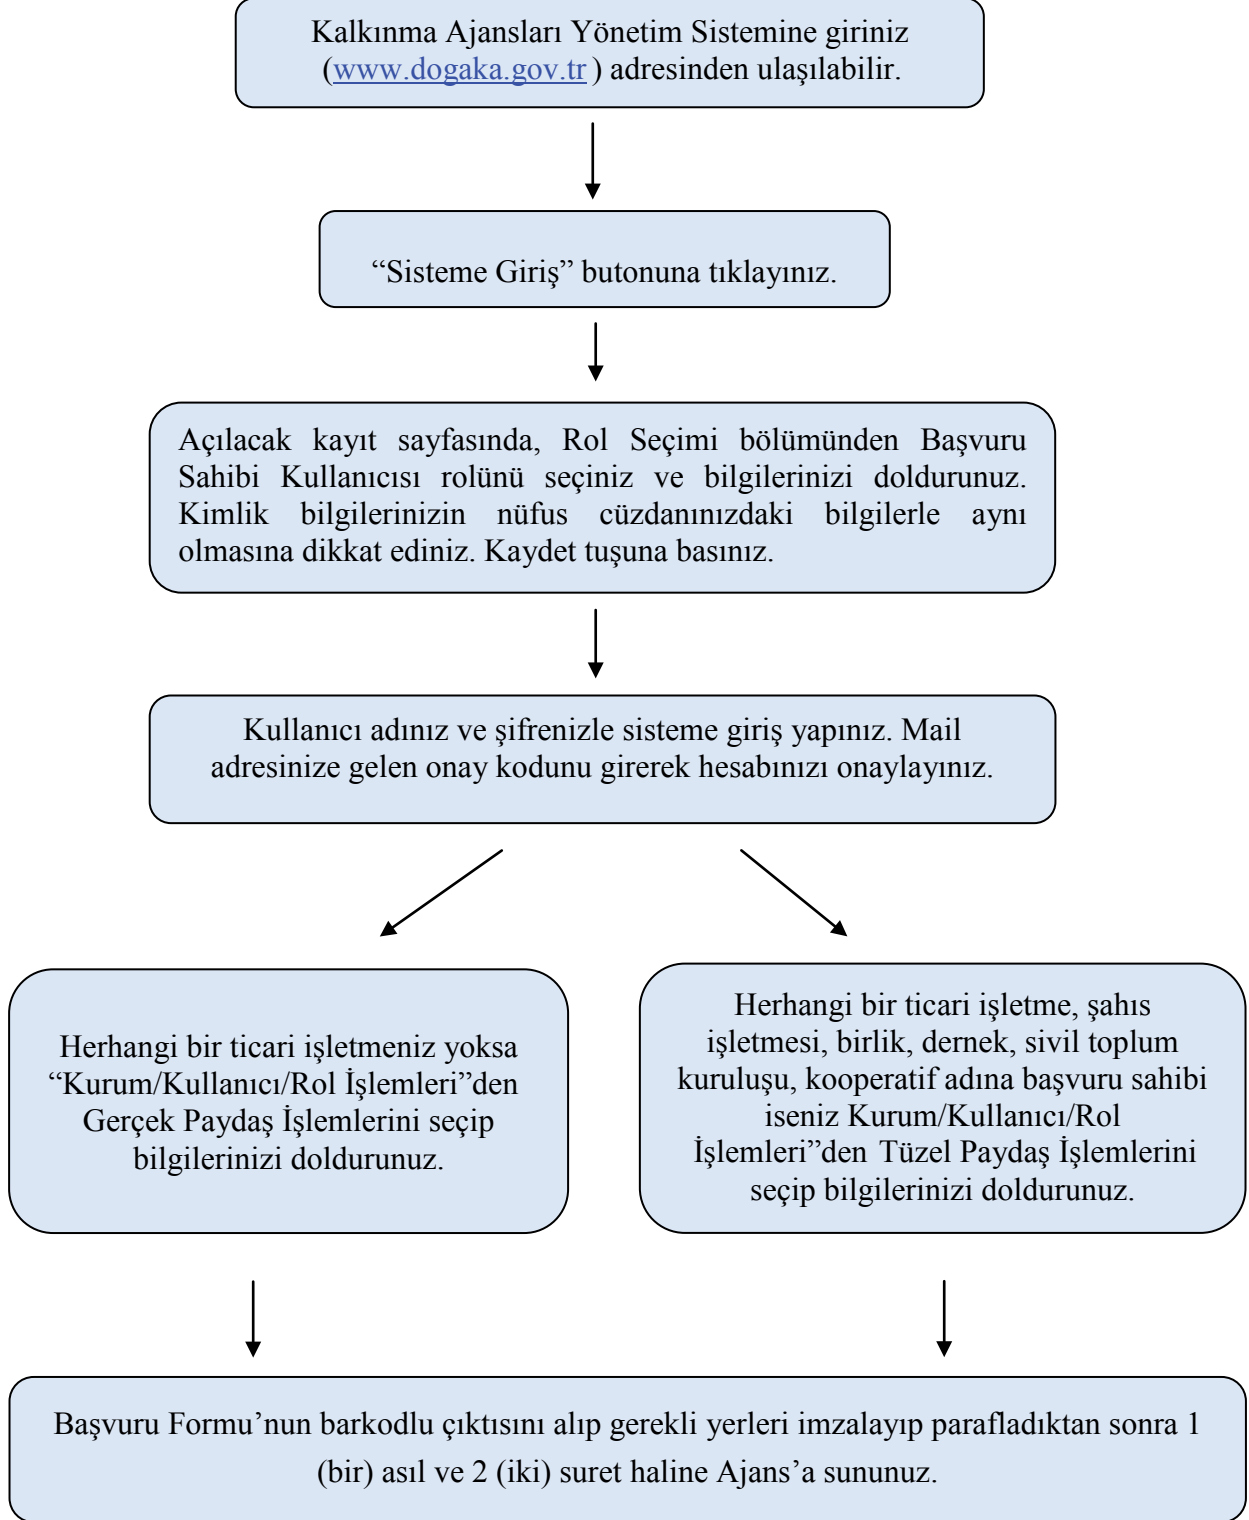 Kalkınma Ajansları Yönetim Sistemine giriniz
(www.dogaka.gov.tr ) adresinden ulaşılabilir.
“Sisteme Giriş” butonuna tıklayınız.
Açılacak kayıt sayfasında, Rol Seçimi bölümünden Başvuru
Sahibi Kullanıcısı rolünü seçiniz ve bilgilerinizi doldurunuz.
Kimlik bilgilerinizin nüfus cüzdanınızdaki bilgilerle aynı
olmasına dikkat ediniz. Kaydet tuşuna basınız.
Kullanıcı adınız ve şifrenizle sisteme giriş yapınız. Mail
adresinize gelen onay kodunu girerek hesabınızı onaylayınız.
Herhangi bir ticari işletmeniz yoksa
“Kurum/Kullanıcı/Rol İşlemleri”den
Gerçek Paydaş İşlemlerini seçip
bilgilerinizi doldurunuz.
Herhangi bir ticari işletme, şahıs
işletmesi, birlik, dernek, sivil toplum
kuruluşu, kooperatif adına başvuru sahibi
iseniz Kurum/Kullanıcı/Rol
İşlemleri”den Tüzel Paydaş İşlemlerini
seçip bilgilerinizi doldurunuz.
Başvuru Formu’nun barkodlu çıktısını alıp gerekli yerleri imzalayıp parafladıktan sonra 1
(bir) asıl ve 2 (iki) suret haline Ajans’a sununuz.